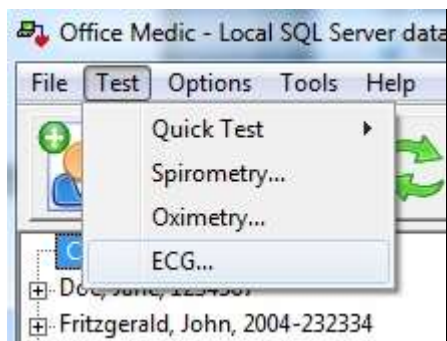 Office Medic - Local SQL Server data
File Test Options Tools Help
Quick Test
Spirometry...
Oximetry...
ECG...
Fritzgerald, John, 2004-232334